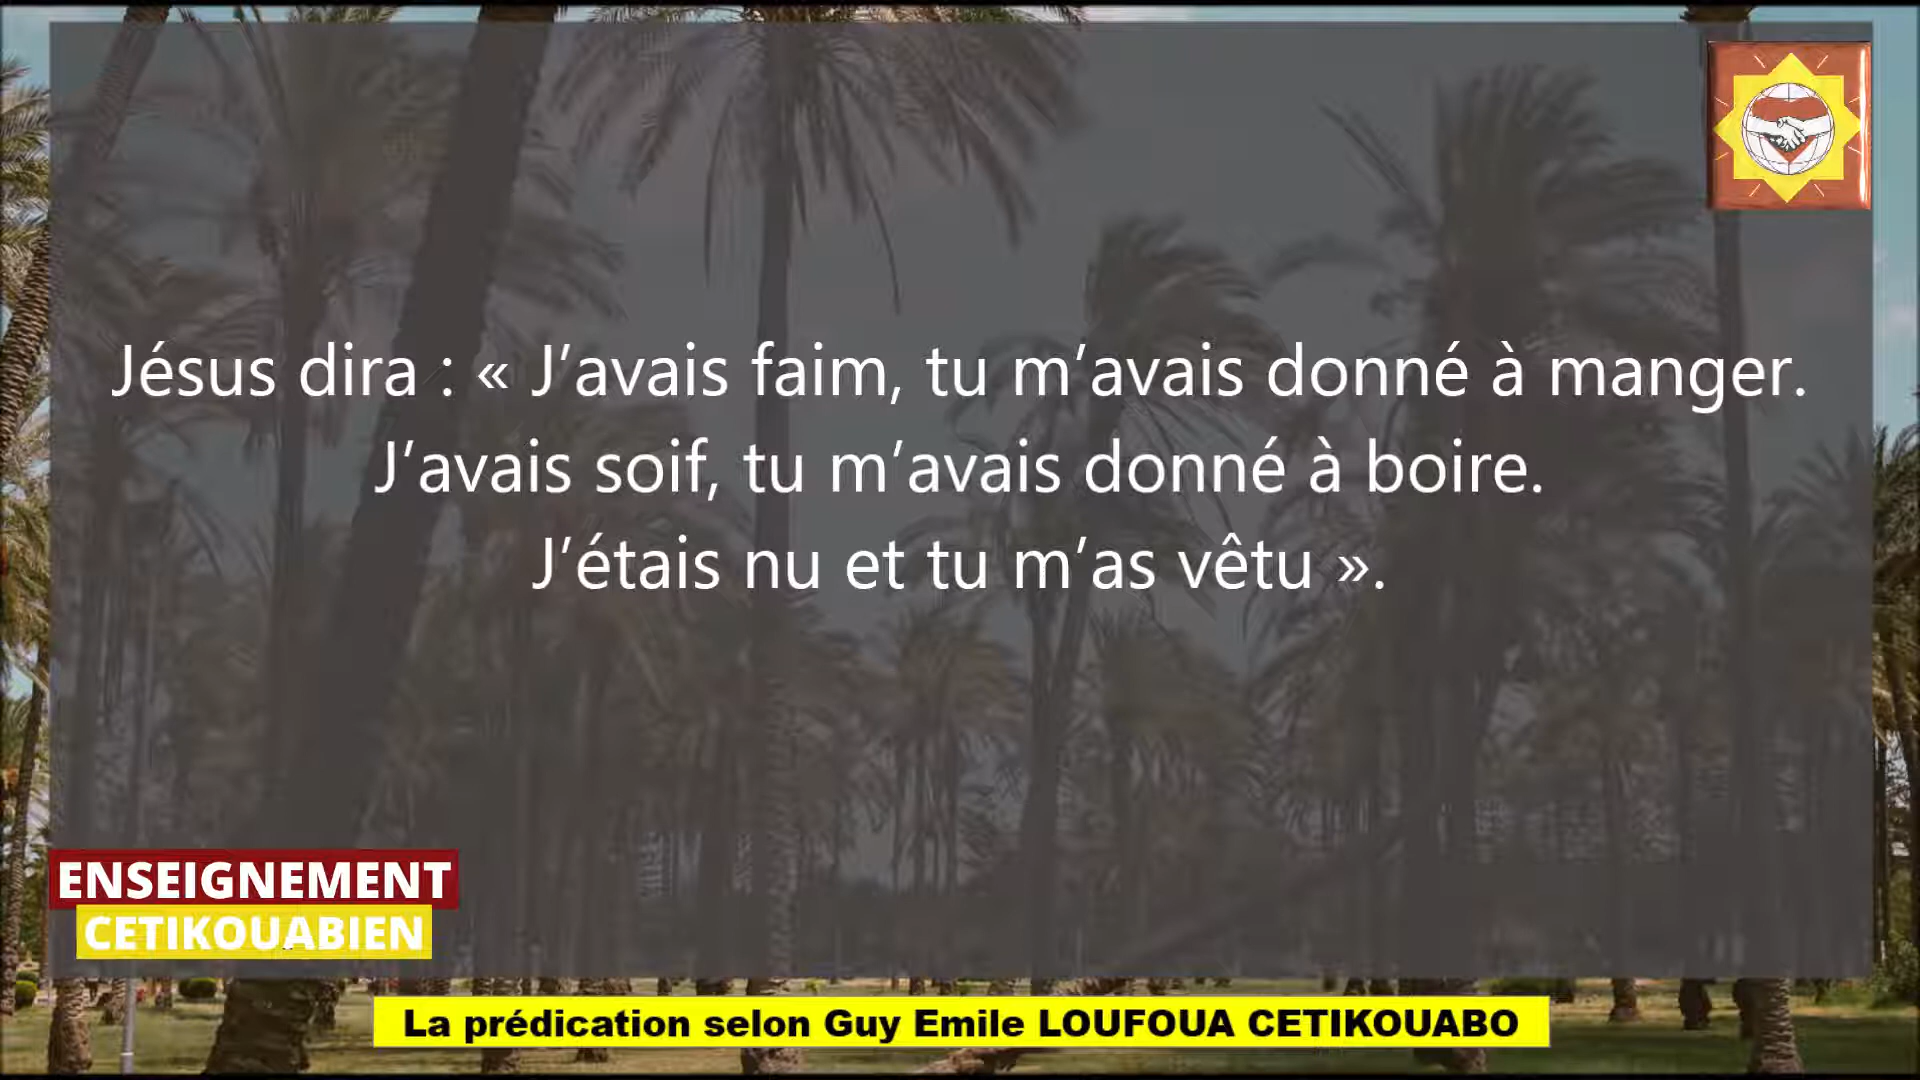 Jésus dira : « J’avais faim, tu m’avais donné à manger.
J’avais soif, tu m’avais donné à boire.
J’étais nu et tu m’as vêtu ».
ENSEIGNEMENT
CETIKOUABIEN
La prédication selon Guy Emile LOUFOUA CETIKOUABO